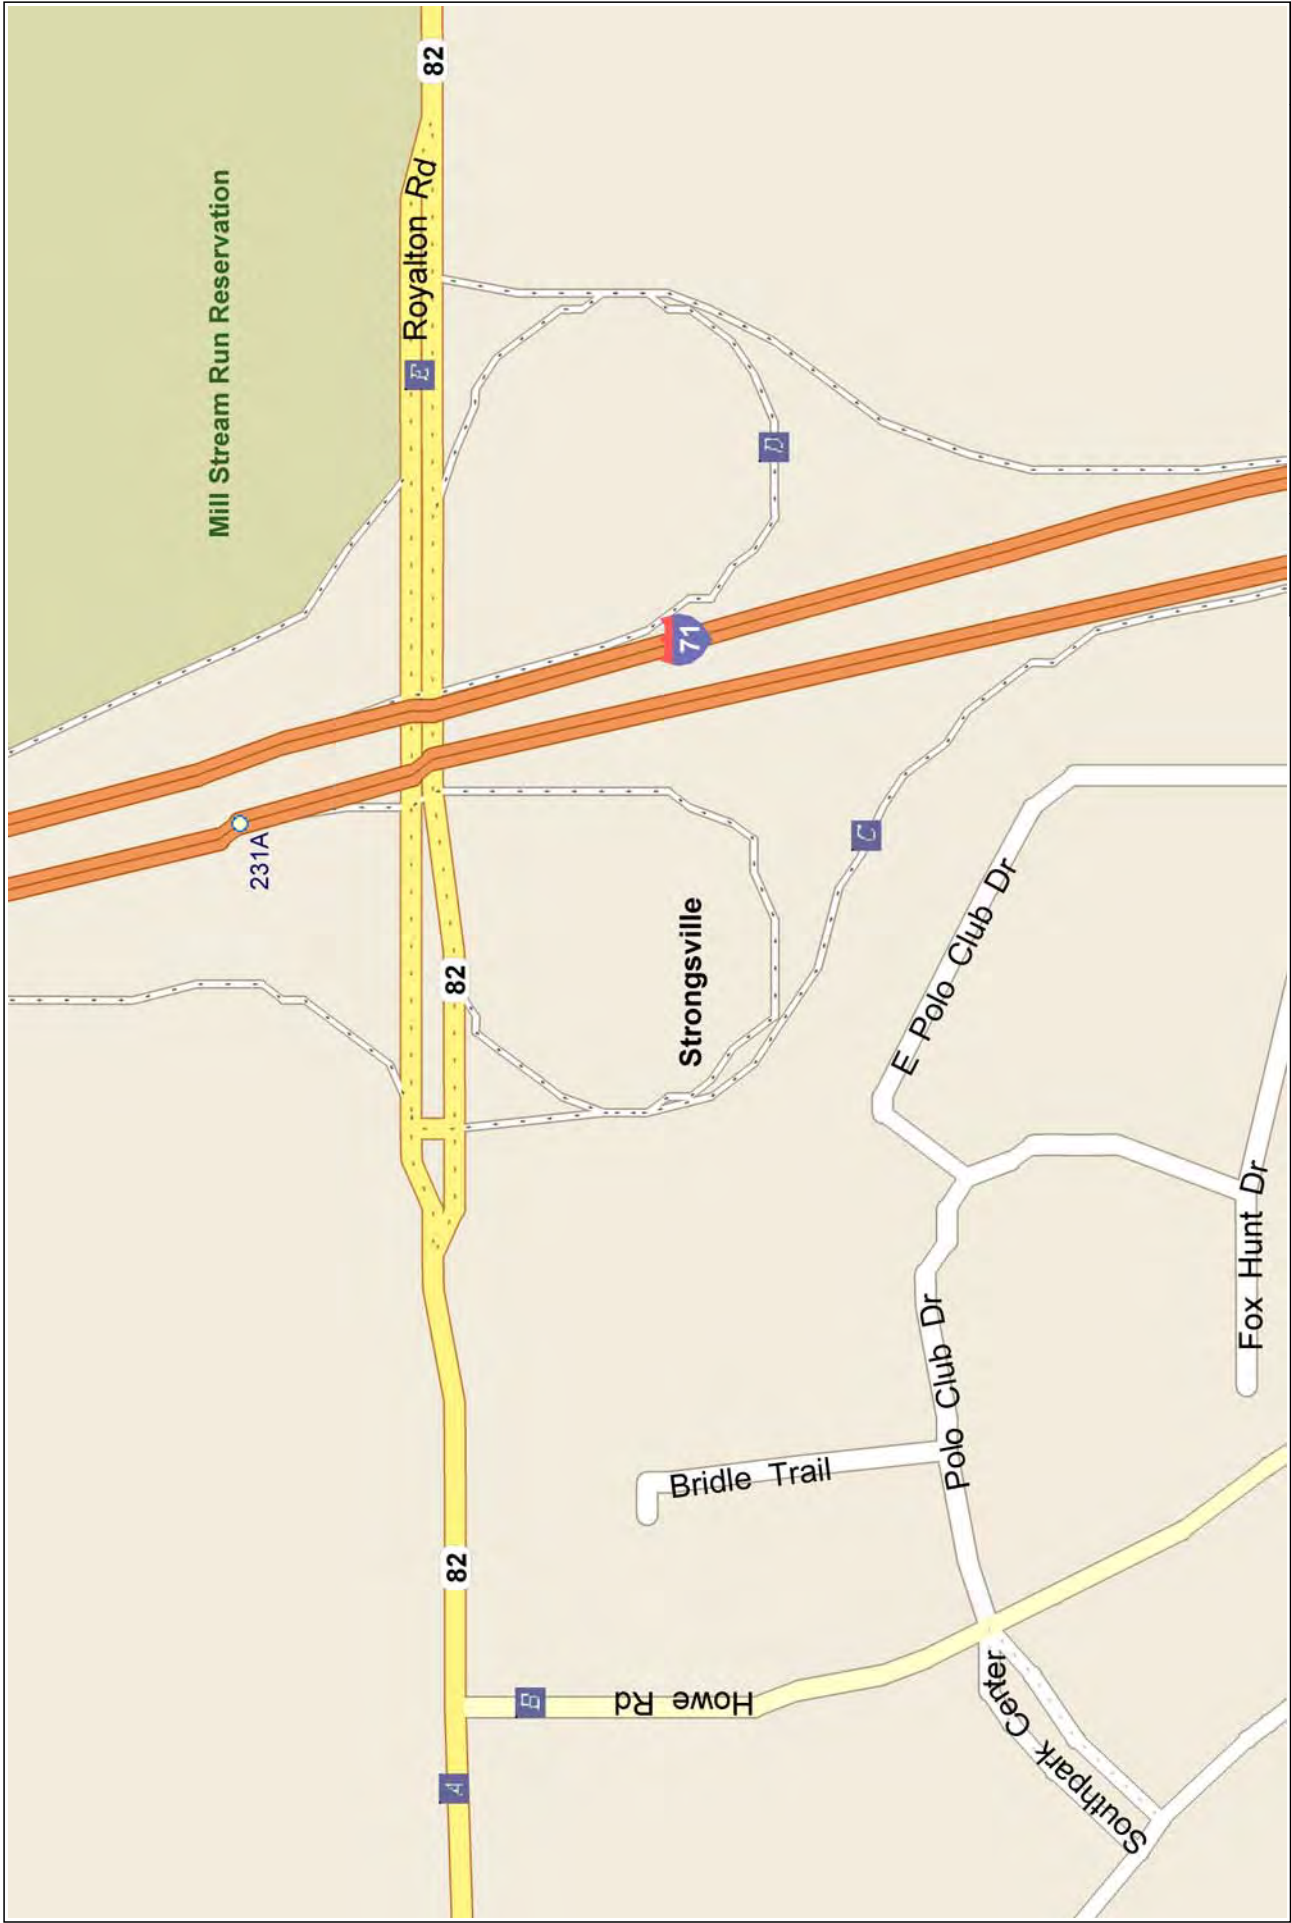 82
Mill Stream Run Reservation
Royalton Rd
E
D
71
231A
C
82
Strongsville
E Polo Club Dr
Fox Hunt Dr
Polo Club Dr
Bridle Trail
82
Howe Rd
B
Southpark Center
A